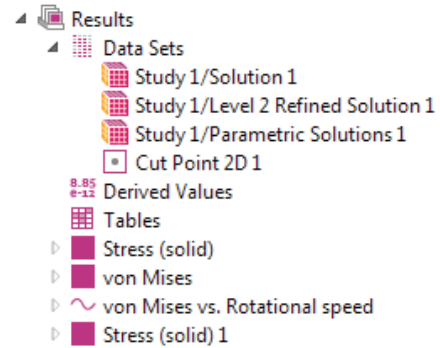 Results
Data Sets
Study 1/Solution 1
Study 1/Level 2 Refined Solution 1
Study 1/Parametric Solutions 1
Cut Point 2D 1
8.85
e-12 Derived Values
Tables
Stress (solid)
von Mises
von Mises vs. Rotational speed
Stress (solid) 1